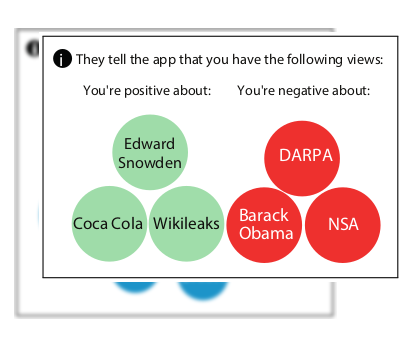 i They tell the app that you have the following views:
You're positive about:
You're negative about:
Edward
Snowden
Coca Cola
Wikileaks
DARPA
Barack
Obama
NSA